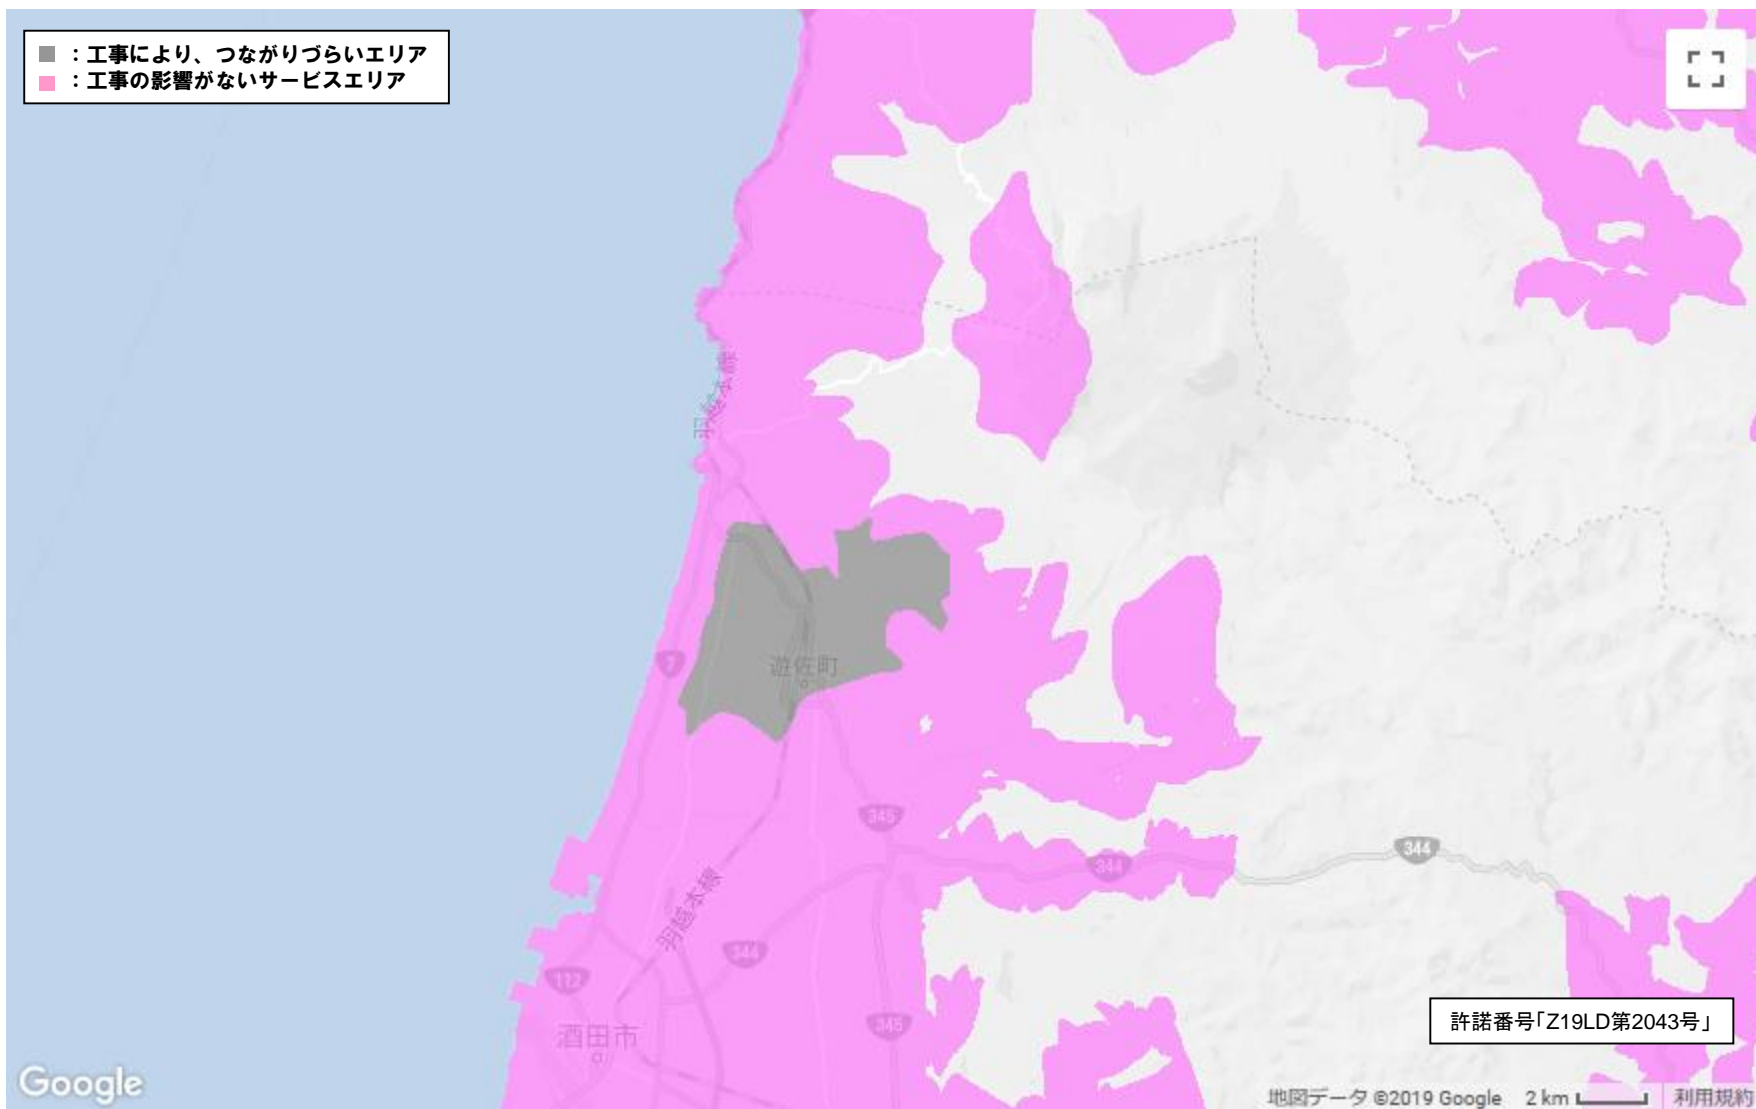 ：工事により、つながりづらいエリア
：工事の影響がないサービスエリア
羽越本線
7
遊佐町
345
344
344
羽越本線
344
112
345
酒田市
許諾番号「Z19LD第2043号」
Google
地図データ ©2019 Google 2 km 利用規約